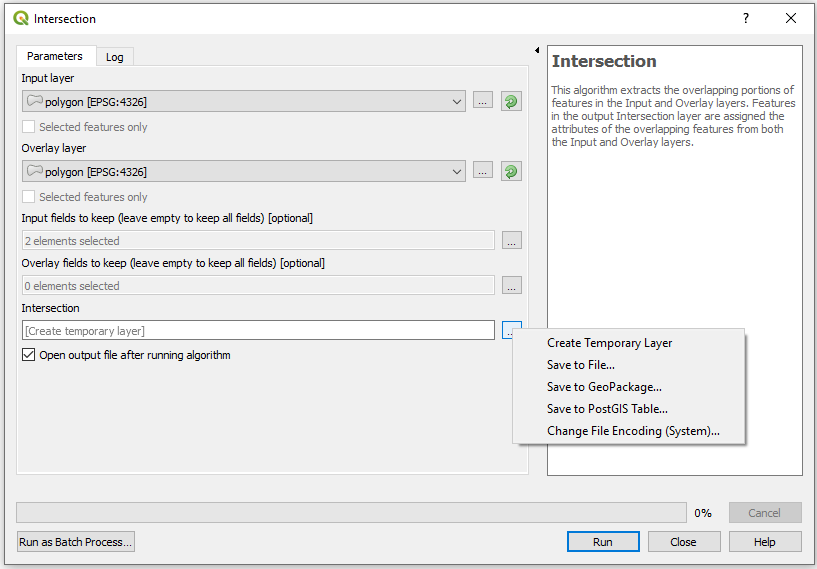 Intersection
?
Parameters
Log
Input layer
polygon [EPSG:4326]
...
Selected features only
Overlay layer
polygon [EPSG:4326]
...
Selected features only
Input fields to keep (leave empty to keep all fields) [optional]
2 elements selected
...
Overlay fields to keep (leave empty to keep all fields) [optional]
0 elements selected
...
Intersection
[Create temporary layer]
Open output file after running algorithm
Create Temporary Layer
Save to File...
Save to GeoPackage...
Save to PostGIS Table...
Change File Encoding (System)...
Intersection
This algorithm extracts the overlapping portions of
features in the Input and Overlay layers. Features
in the output Intersection layer are assigned the
attributes of the overlapping features from both
the Input and Overlay layers.
0%
Cancel
Run as Batch Process...
Run
Close
Help